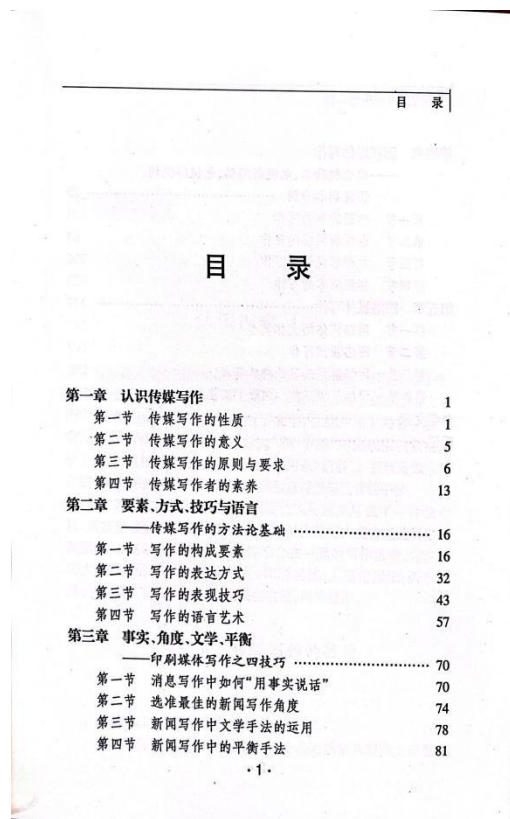 目 录
目 录
第一章 认识传媒写作 1
第一节 传媒写作的性质 1
第二节 传媒写作的意义 5
第三节 传媒写作的原则与要求 6
第四节 传媒写作者的素养 13
第二章 要素、方式、技巧与语言
——传媒写作的方法论基础 …………………… 16
第一节 写作的构成要素 16
第二节 写作的表达方式 32
第三节 写作的表现技巧 43
第四节 写作的语言艺术 57
第三章 事实、角度、文学、平衡
——印刷媒体写作之四技巧 …………………… 70
第一节 消息写作中如何“用事实说话” 70
第二节 选准最佳的新闻写作角度 74
第三节 新闻写作中文学手法的运用 78
第四节 新闻写作中的平衡手法 81
·1·